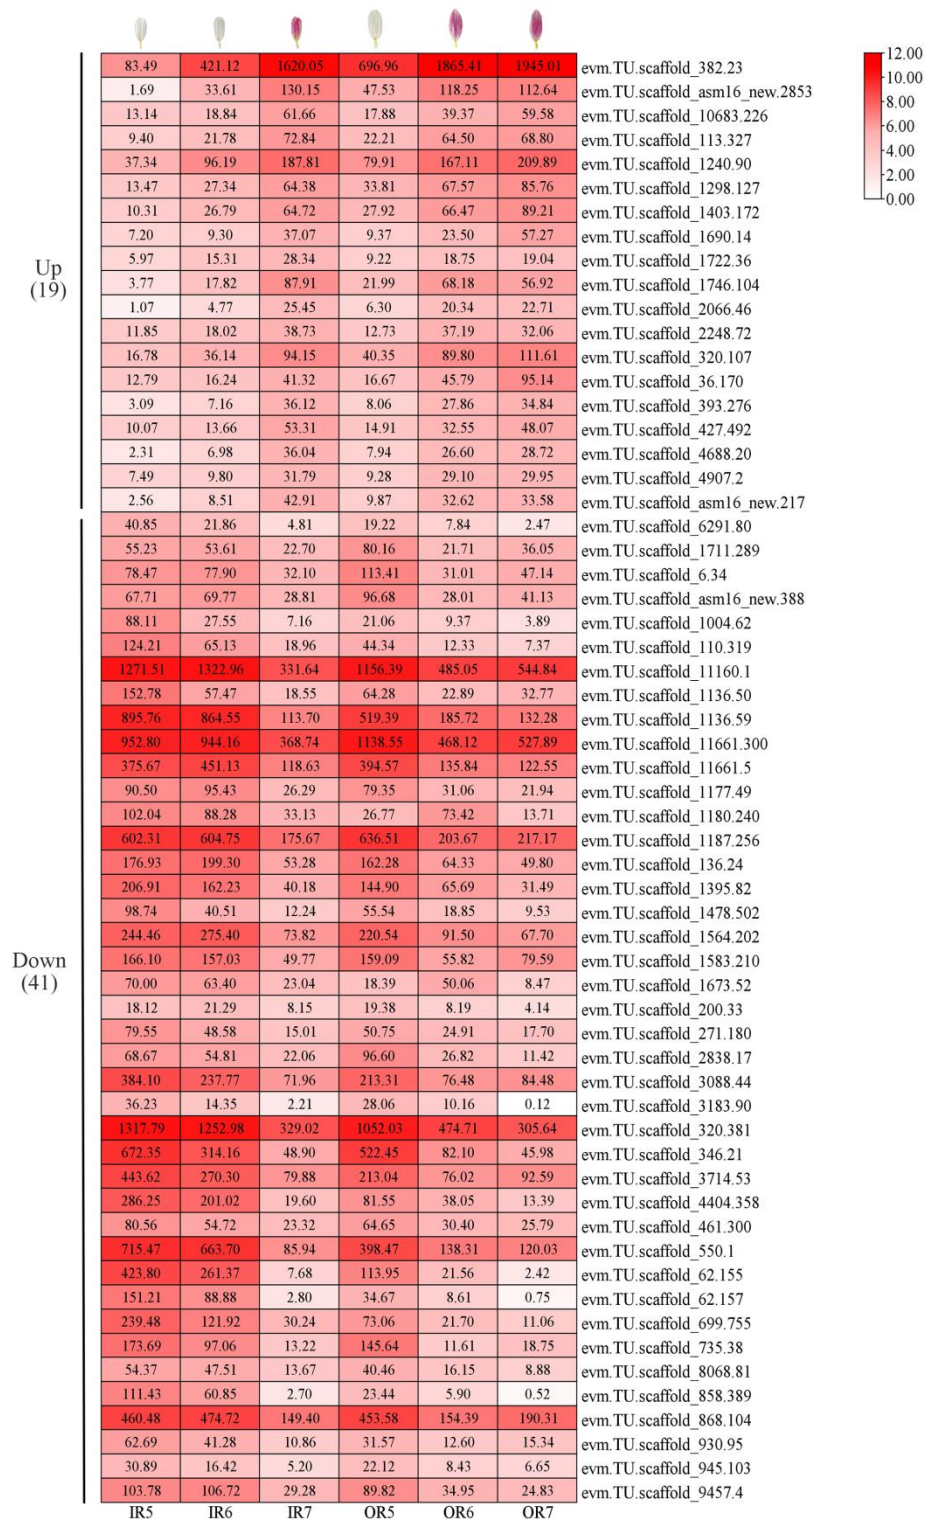 83.49 421.12 1620.05 696.96 1865.41 1945.01 evm.TU.scaffold_382.23
1.69 33.61 130.15 47.53 118.25 112.64 evm.TU.scaffold_asm16_new.2853
13.14 18.84 61.66 17.88 39.37 59.58 evm.TU.scaffold_10683.226
9.40 21.78 72.84 22.21 64.50 68.80 evm.TU.scaffold_113.327
37.34 96.19 187.81 79.91 167.11 209.89 evm.TU.scaffold_1240.90
13.47 27.34 64.38 33.81 67.57 85.76 evm.TU.scaffold_1298.127
10.31 26.79 64.72 27.92 66.47 89.21 evm.TU.scaffold_1403.172
7.20 9.30 37.07 9.37 23.50 57.27 evm.TU.scaffold_1690.14
5.97 15.31 28.34 9.22 18.75 19.04 evm.TU.scaffold_1722.36
3.77 17.82 87.91 21.99 68.18 56.92 evm.TU.scaffold_1746.104
1.07 4.77 25.45 6.30 20.34 22.71 evm.TU.scaffold_2066.46
11.85 18.02 38.73 12.73 37.19 32.06 evm.TU.scaffold_2248.72
16.78 36.14 94.15 40.35 89.80 111.61 evm.TU.scaffold_320.107
12.79 16.24 41.32 16.67 45.79 95.14 evm.TU.scaffold_36.170
3.09 7.16 36.12 8.06 27.86 34.84 evm.TU.scaffold_393.276
10.07 13.66 53.31 14.91 32.55 48.07 evm.TU.scaffold_427.492
2.31 6.98 36.04 7.94 26.60 28.72 evm.TU.scaffold_4688.20
7.49 9.80 31.79 9.28 29.10 29.95 evm.TU.scaffold_4907.2
2.56 8.51 42.91 9.87 32.62 33.58 evm.TU.scaffold_asm16_new.217
Up
(19)
40.85 21.86 4.81 19.22 7.84 2.47 evm.TU.scaffold_6291.80
55.23 53.61 22.70 80.16 21.71 36.05 evm.TU.scaffold_1711.289
78.47 77.90 32.10 113.41 31.01 47.14 evm.TU.scaffold_6.34
67.71 69.77 28.81 96.68 28.01 41.13 evm.TU.scaffold_asm16_new.388
88.11 27.55 7.16 21.06 9.37 3.89 evm.TU.scaffold_1004.62
124.21 65.13 18.96 44.34 12.33 7.37 evm.TU.scaffold_110.319
1271.51 1322.96 331.64 1156.39 485.05 544.84 evm.TU.scaffold_11160.1
152.78 57.47 18.55 64.28 22.89 32.77 evm.TU.scaffold_1136.50
895.76 864.55 113.70 519.39 185.72 132.28 evm.TU.scaffold_1136.59
952.80 944.16 368.74 1138.55 468.12 527.89 evm.TU.scaffold_11661.300
375.67 451.13 118.63 394.57 135.84 122.55 evm.TU.scaffold_11661.5
90.50 95.43 26.29 79.35 31.06 21.94 evm.TU.scaffold_1177.49
102.04 88.28 33.13 26.77 73.42 13.71 evm.TU.scaffold_1180.240
602.31 604.75 175.67 636.51 203.67 217.17 evm.TU.scaffold_1187.256
176.93 199.30 53.28 162.28 64.33 49.80 evm.TU.scaffold_136.24
206.91 162.23 40.18 144.90 65.69 31.49 evm.TU.scaffold_1395.82
98.74 40.51 12.24 55.54 18.85 9.53 evm.TU.scaffold_1478.502
244.46 275.40 73.82 220.54 91.50 67.70 evm.TU.scaffold_1564.202
166.10 157.03 49.77 159.09 55.82 79.59 evm.TU.scaffold_1583.210
70.00 63.40 23.04 18.39 50.06 8.47 evm.TU.scaffold_1673.52
18.12 21.29 8.15 19.38 8.19 4.14 evm.TU.scaffold_200.33
79.55 48.58 15.01 50.75 24.91 17.70 evm.TU.scaffold_271.180
68.67 54.81 22.06 96.60 26.82 11.42 evm.TU.scaffold_2838.17
384.10 237.77 71.96 213.31 76.48 84.48 evm.TU.scaffold_3088.44
36.23 14.35 2.21 28.06 10.16 0.12 evm.TU.scaffold_3183.90
1317.79 1252.98 329.02 1052.03 474.71 305.64 evm.TU.scaffold_320.381
672.35 314.16 48.90 522.45 82.10 45.98 evm.TU.scaffold_346.21
443.62 270.30 79.88 213.04 76.02 92.59 evm.TU.scaffold_3714.53
286.25 201.02 19.60 81.55 38.05 13.39 evm.TU.scaffold_4404.358
80.56 54.72 23.32 64.65 30.40 25.79 evm.TU.scaffold_461.300
715.47 663.70 85.94 398.47 138.31 120.03 evm.TU.scaffold_550.1
423.80 261.37 7.68 113.95 21.56 2.42 evm.TU.scaffold_62.155
151.21 88.88 2.80 34.67 8.61 0.75 evm.TU.scaffold_62.157
239.48 121.92 30.24 73.06 21.70 11.06 evm.TU.scaffold_699.755
173.69 97.06 13.22 145.64 11.61 18.75 evm.TU.scaffold_735.38
54.37 47.51 13.67 40.46 16.15 8.88 evm.TU.scaffold_8068.81
111.43 60.85 2.70 23.44 5.90 0.52 evm.TU.scaffold_858.389
460.48 474.72 149.40 453.58 154.39 190.31 evm.TU.scaffold_868.104
62.69 41.28 10.86 31.57 12.60 15.34 evm.TU.scaffold_930.95
30.89 16.42 5.20 22.12 8.43 6.65 evm.TU.scaffold_945.103
103.78 106.72 29.28 89.82 34.95 24.83 evm.TU.scaffold_9457.4
Down
(41)
IR5 IR6 IR7 OR5 OR6 OR7
12.00
10.00
8.00
6.00
4.00
2.00
0.00